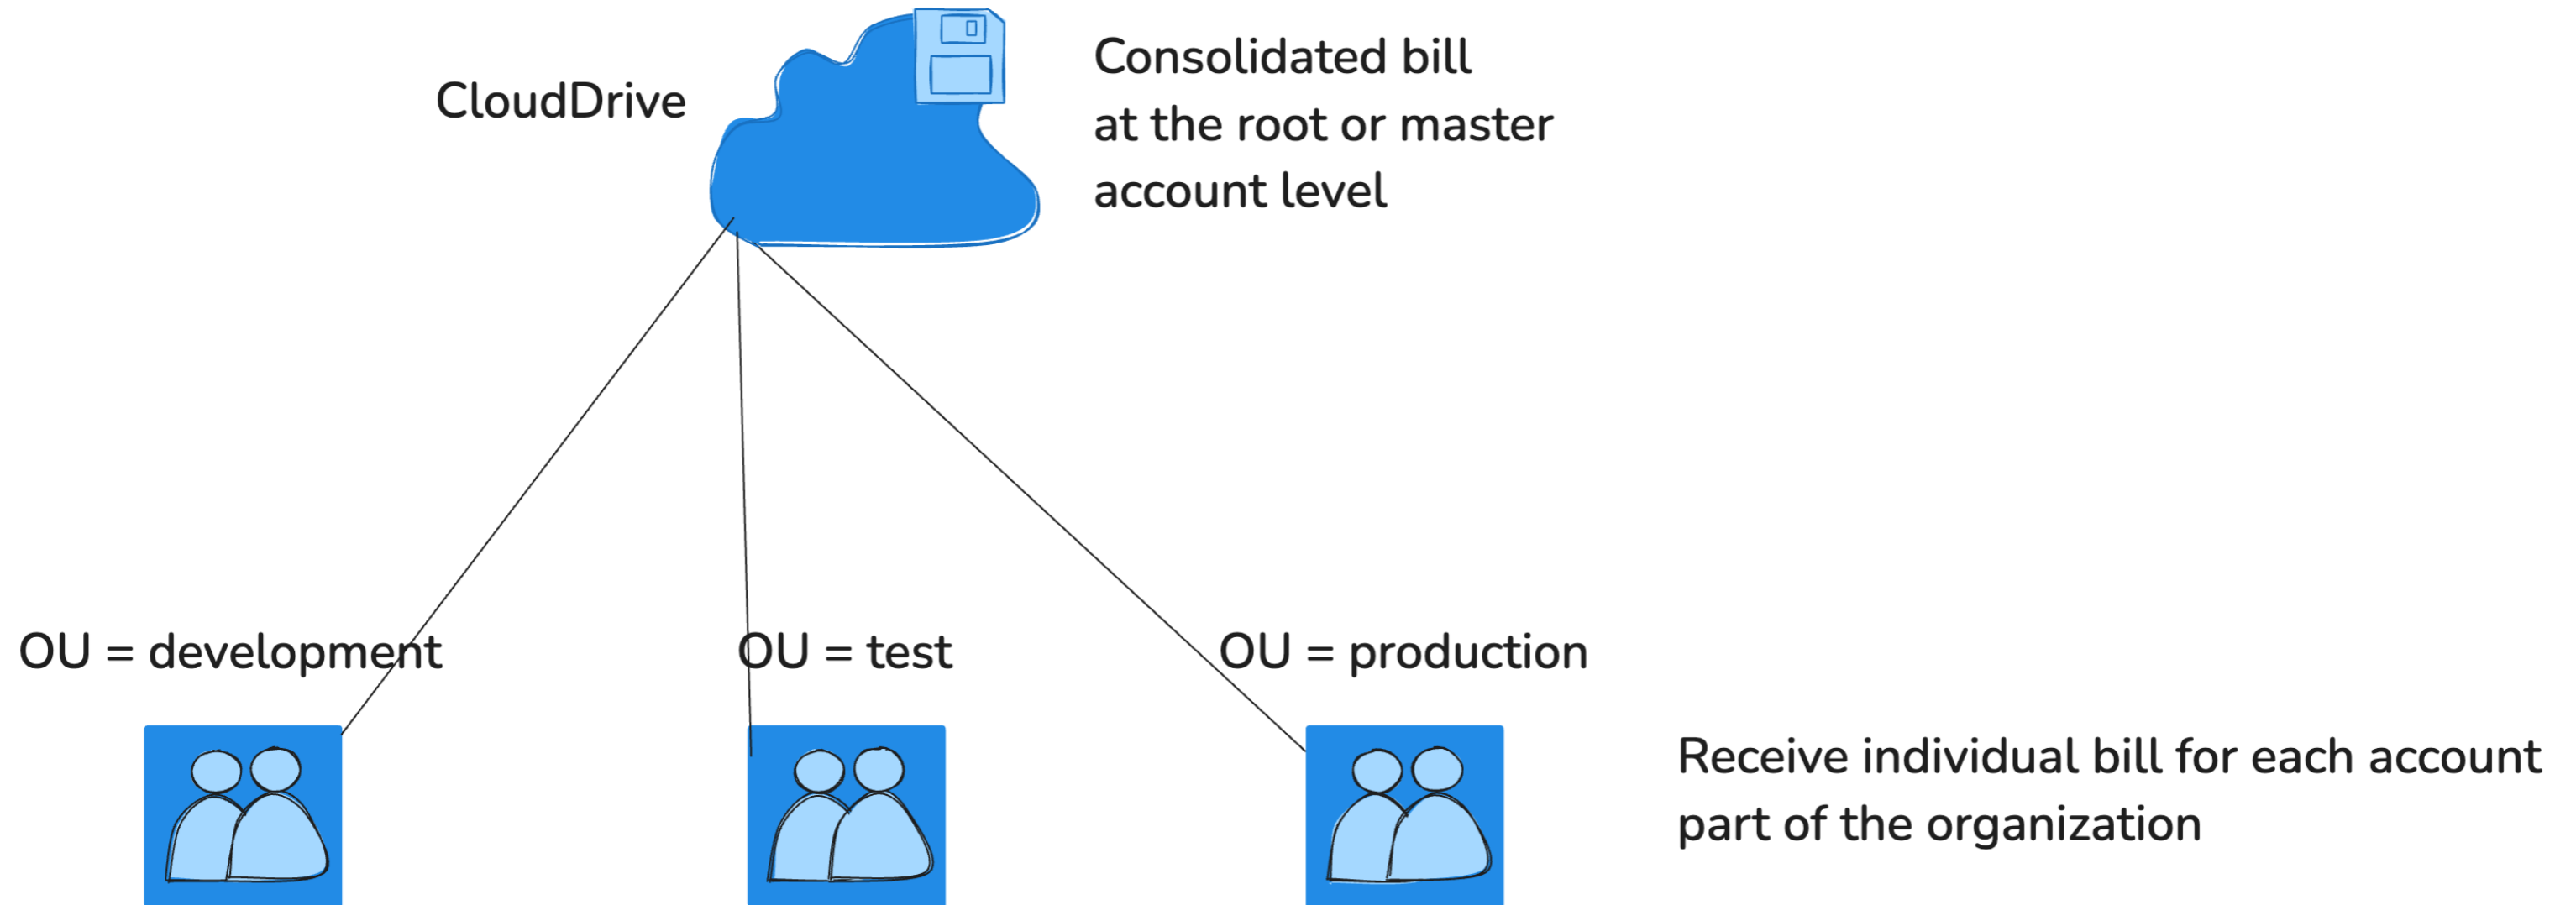 CloudDrive
Consolidated bill
at the root or master
account level
OU = development
OU = test
OU = production
Receive individual bill for each account
part of the organization